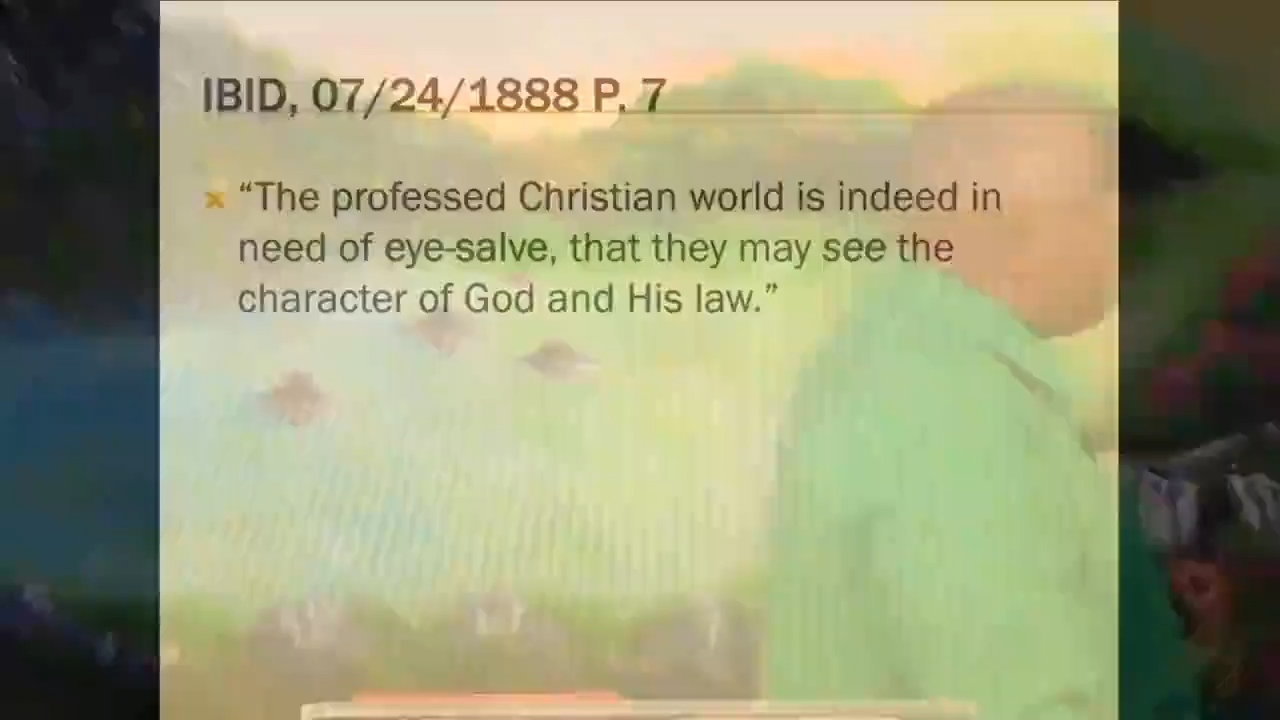 IBID, 07/24/1888 P. 7
“The professed Christian world is indeed in
need of eye-salve, that they may see the
character of God and His law.”